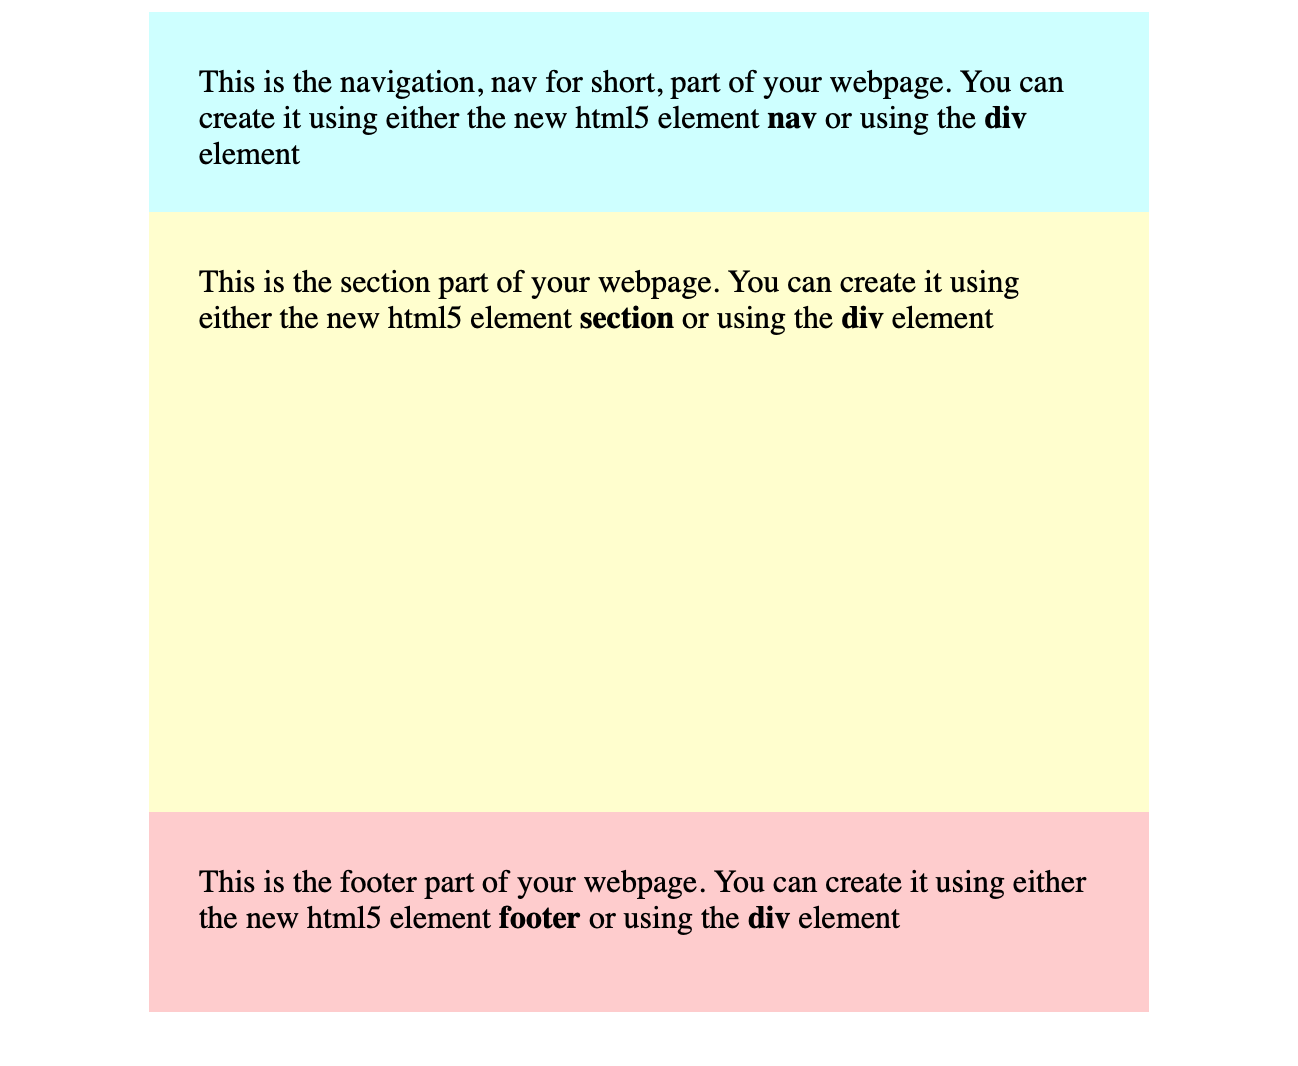 This is the navigation, nav for short, part of your webpage. You can
create it using either the new html5 element nav or using the div
element
This is the section part of your webpage. You can create it using
either the new html5 element section or using the div element
This is the footer part of your webpage. You can create it using either
the new html5 element footer or using the div element